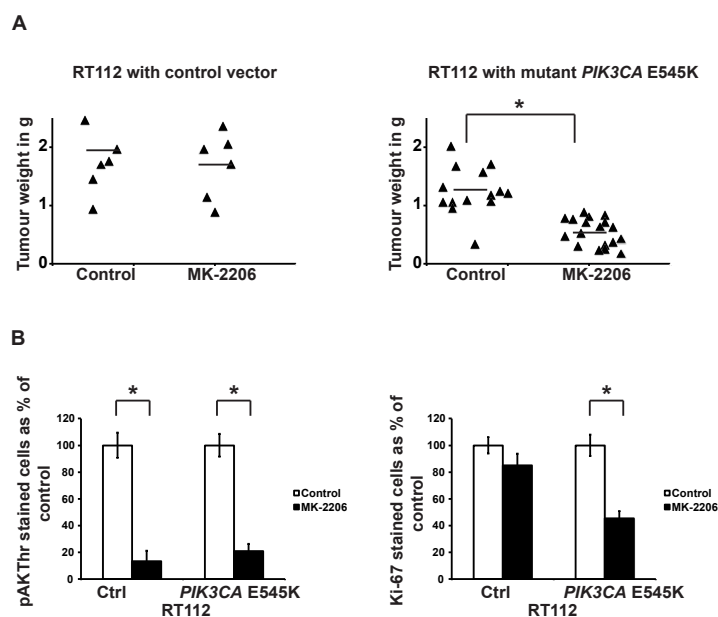 A
RT112 with control vector
RT112 with mutant PIK3CA E545K
Tumour weight in g
2
1
0
Control
MK-2206
Tumour weight in g
2
1
0
*
Control
MK-2206
B
pAKThr stained cells as % of
control
120
100
80
60
40
20
0
*
*
Control
MK-2206
Ctrl
PIK3CA E545K
RT112
Ki-67 stained cells as % of
control
120
100
80
60
40
20
0
*
Control
MK-2206
Ctrl
PIK3CA E545K
RT112